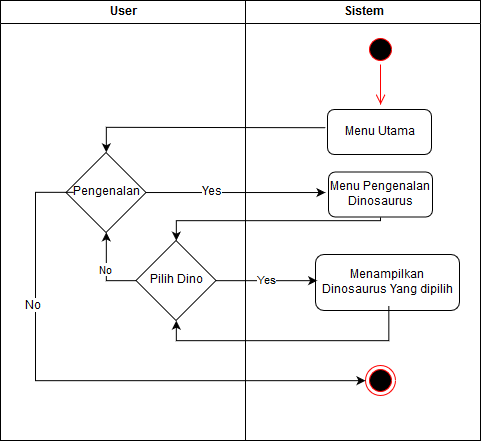 User
Sistem
Menu Utama
Pengenalan
Yes
Menu Pengenalan
Dinosaurus
No
Pilih Dino
Yes
Menampilkan
Dinosaurus Yang dipilih
No